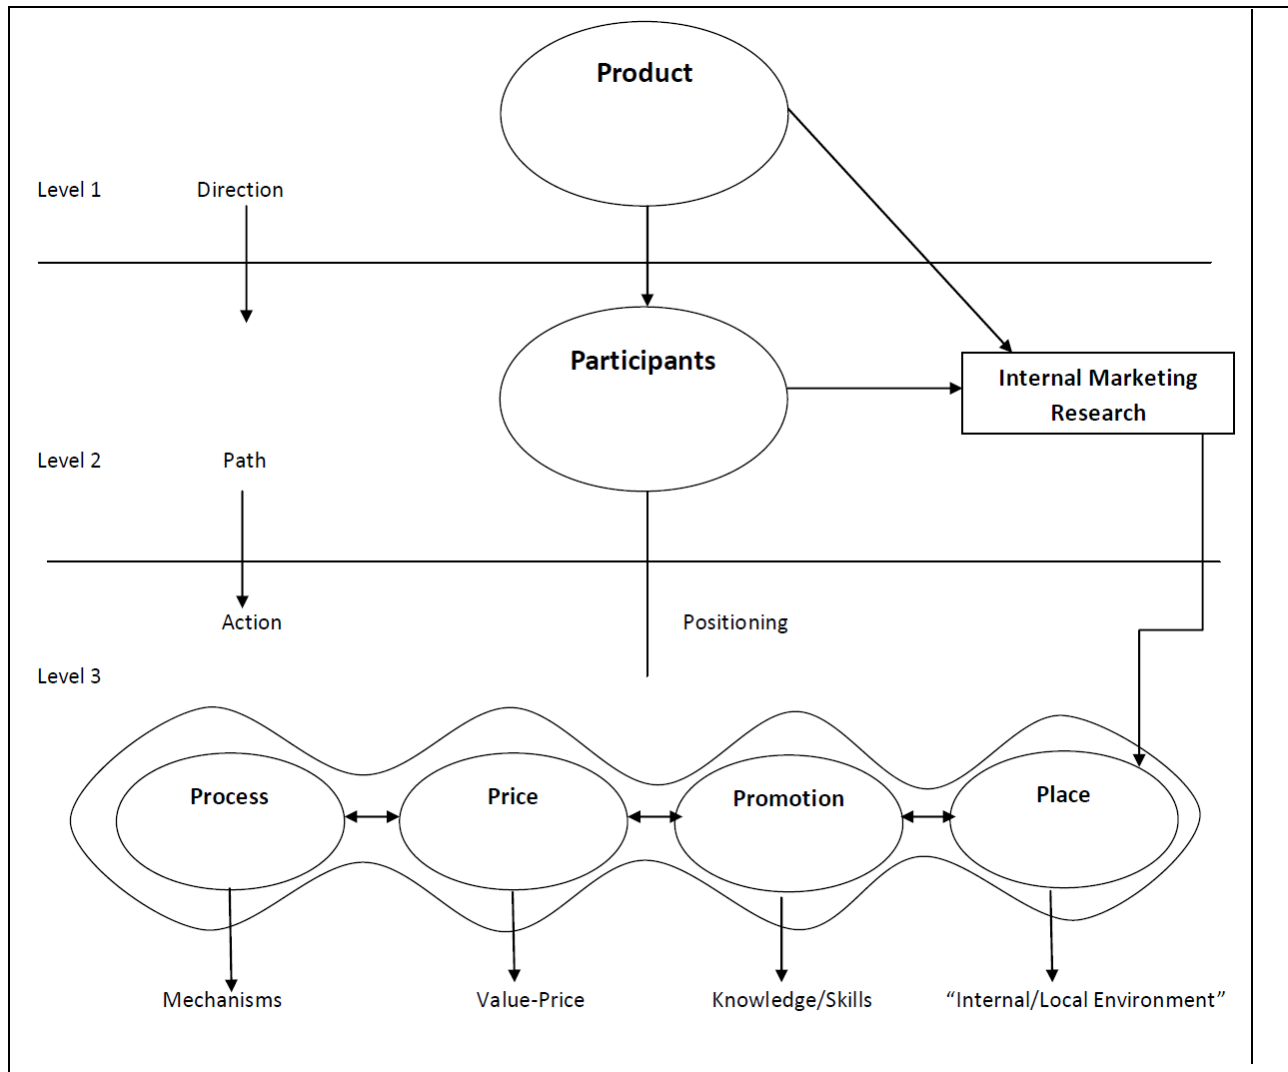 Product
Level 1
Direction
Participants
Internal Marketing
Research
Level 2
Path
Action
Positioning
Level 3
Process
Price
Promotion
Place
Mechanisms
Value-Price
Knowledge/Skills
“Internal/Local Environment”